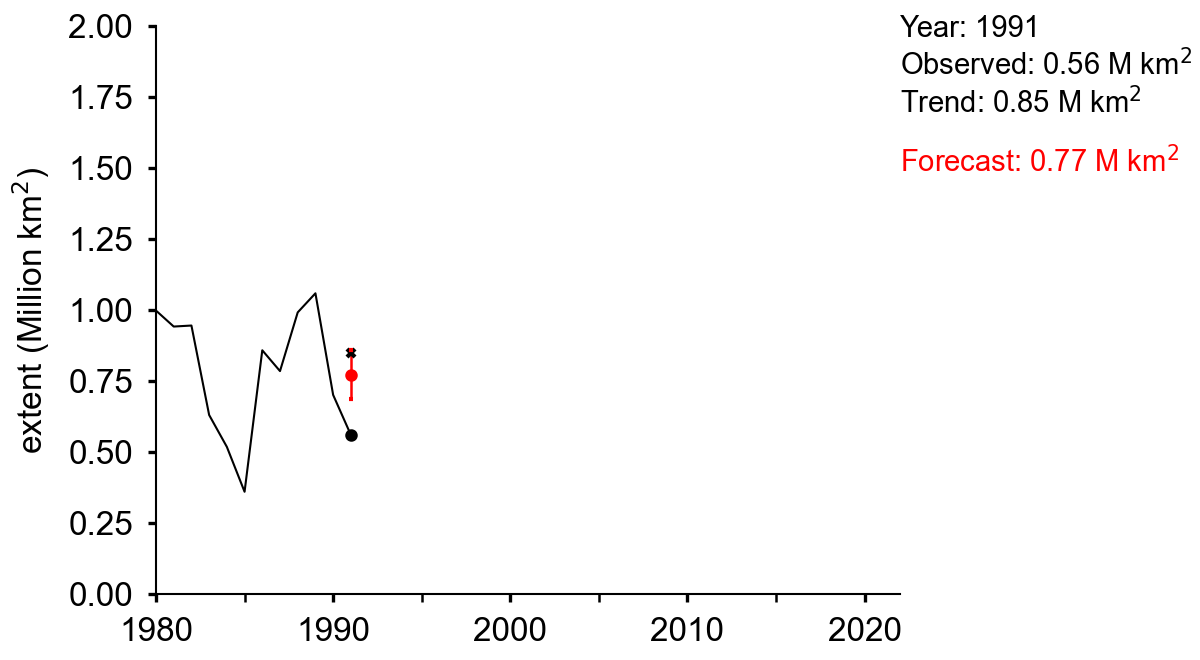 2.00
1.75
1.50
1.25
1.00
0.75
0.50
0.25
0.00
extent (Million km²)
1980 1990 2000 2010 2020
Year: 1991
Observed: 0.56 M km²
Trend: 0.85 M km²
Forecast: 0.77 M km²